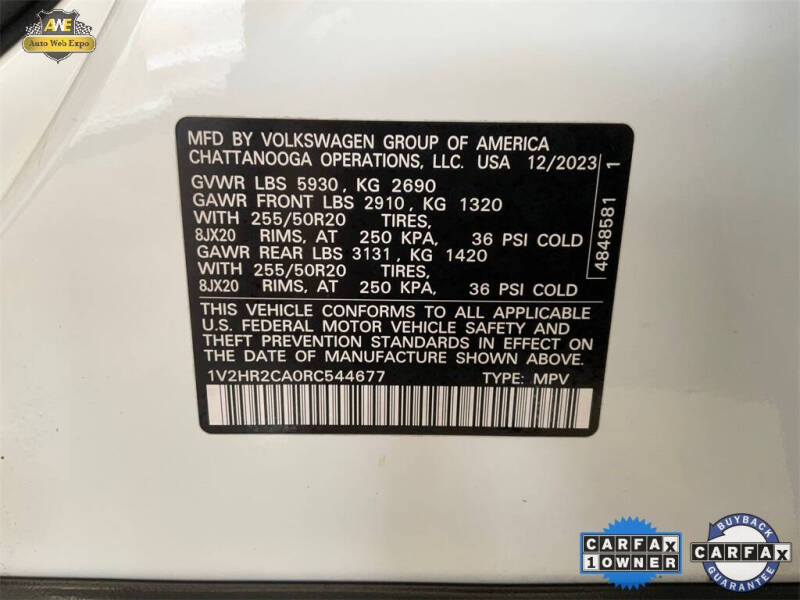 AWE
Auto Web Expo
MFD BY VOLKSWAGEN GROUP OF AMERICA
CHATTANOOGA OPERATIONS, LLC. USA 12/2023
GVWR LBS 5930, KG 2690
GAWR FRONT LBS 2910, KG 1320
WITH 255/50R20 TIRES,
8JX20 RIMS, AT 250 KPA, 36 PSI COLD
GAWR REAR LBS 3131, KG 1420
WITH 255/50R20 TIRES,
8JX20 RIMS, AT 250 KPA, 36 PSI COLD
4848581 1
THIS VEHICLE CONFORMS TO ALL APPLICABLE
U.S. FEDERAL MOTOR VEHICLE SAFETY AND
THEFT PREVENTION STANDARDS IN EFFECT ON
THE DATE OF MANUFACTURE SHOWN ABOVE.
1V2HR2CA0RC544677 TYPE: MPV
CARFAX
1 OWNER
BUYBACK
CARFAX
GUARANTEE